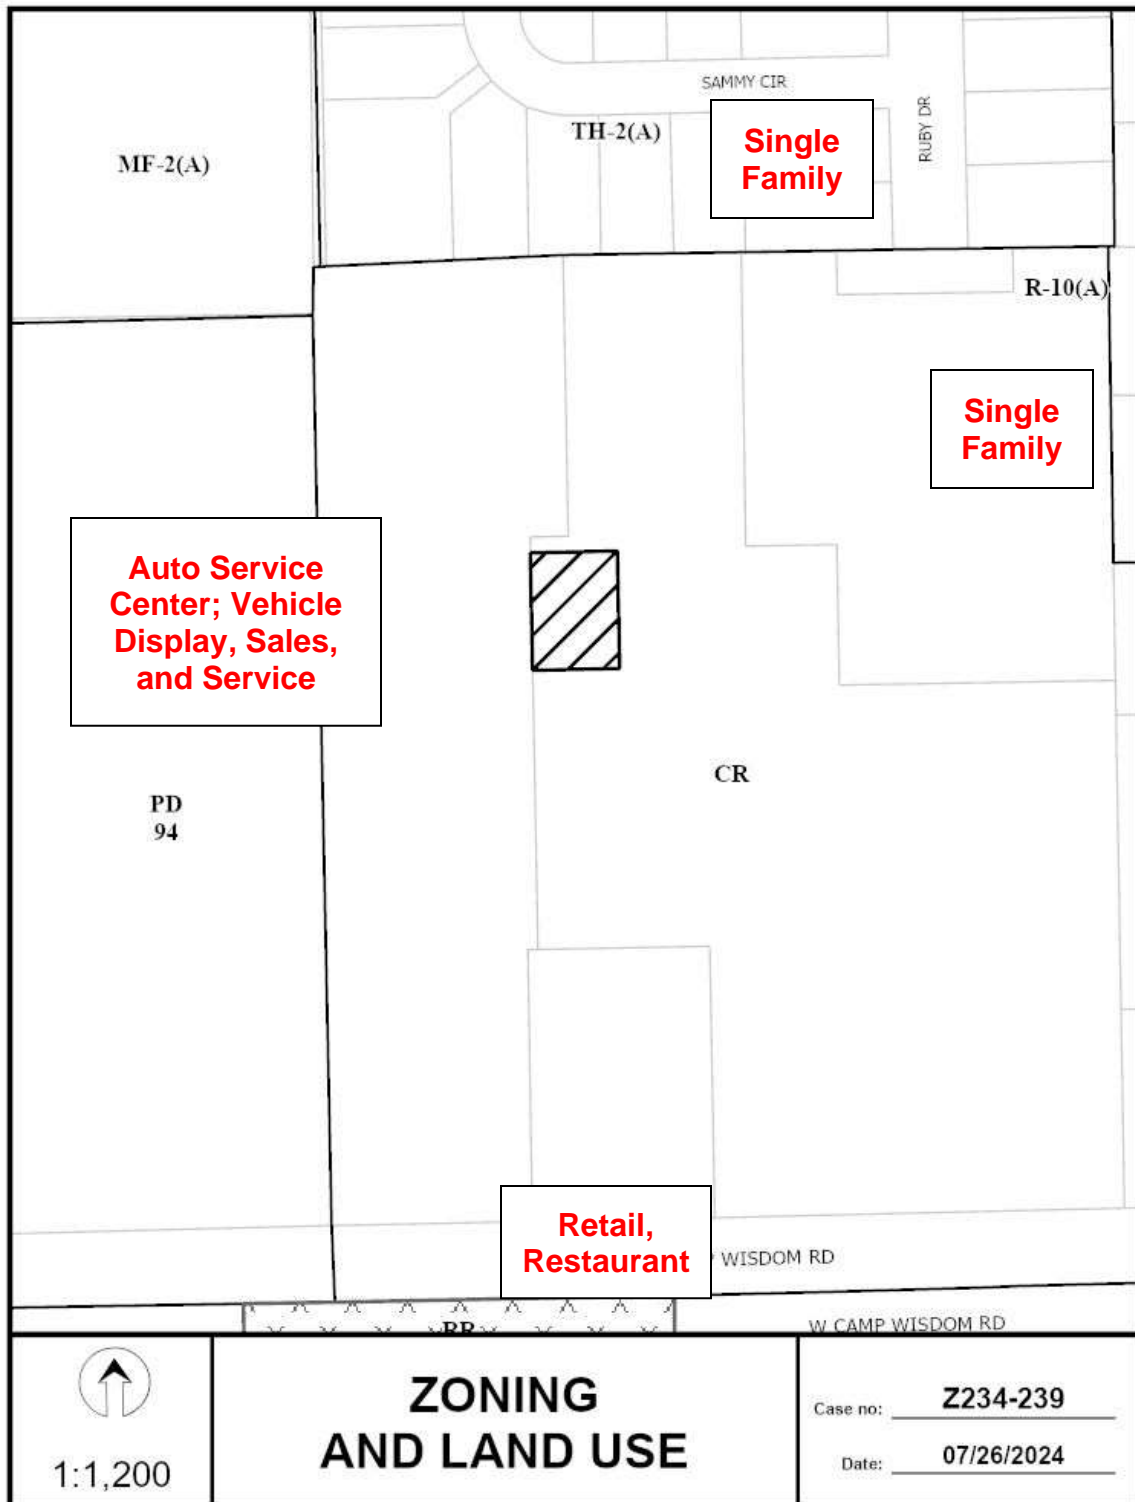 SAMMY CIR
RUBY DR
TH-2(A)
MF-2(A)
Single
Family
R-10(A)
Single
Family
Auto Service
Center; Vehicle
Display, Sales,
and Service
CR
PD
94
Retail,
Restaurant
WISDOM RD
RR
W CAMP WISDOM RD
1:1,200
ZONING
AND LAND USE
Case no: Z234-239
Date: 07/26/2024